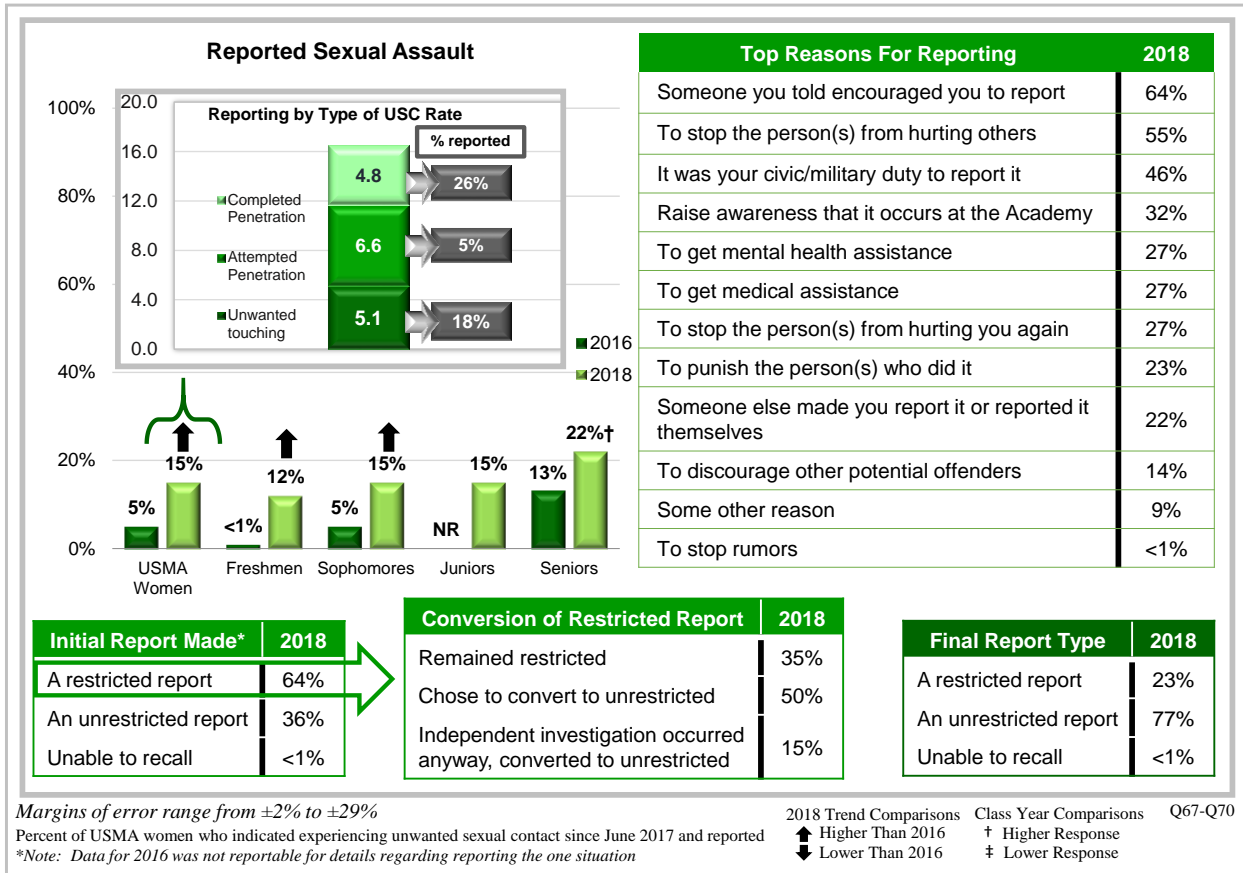 Reported Sexual Assault
100%
80%
60%
40%
20%
0%
20.0
16.0
12.0
8.0
4.0
0.0
Reporting by Type of USC Rate
% reported
Completed
Penetration
Attempted
Penetration
Unwanted
touching
4.8
26%
6.6
5%
5.1
18%
2016
2018
5%
15%
<1%
12%
5%
15%
NR
15%
13%
22%†
USMA
Women
Freshmen
Sophomores
Juniors
Seniors
Top Reasons For Reporting 2018
Someone you told encouraged you to report 64%
To stop the person(s) from hurting others 55%
It was your civic/military duty to report it 46%
Raise awareness that it occurs at the Academy 32%
To get mental health assistance 27%
To get medical assistance 27%
To stop the person(s) from hurting you again 27%
To punish the person(s) who did it 23%
Someone else made you report it or reported it
themselves 22%
To discourage other potential offenders 14%
Some other reason 9%
To stop rumors <1%
Initial Report Made* 2018
A restricted report 64%
An unrestricted report 36%
Unable to recall <1%
Conversion of Restricted Report 2018
Remained restricted 35%
Chose to convert to unrestricted 50%
Independent investigation occurred
anyway, converted to unrestricted 15%
Final Report Type 2018
A restricted report 23%
An unrestricted report 77%
Unable to recall <1%
Margins of error range from ±2% to ±29%
Percent of USMA women who indicated experiencing unwanted sexual contact since June 2017 and reported
*Note: Data for 2016 was not reportable for details regarding reporting the one situation
2018 Trend Comparisons
Higher Than 2016
Lower Than 2016
Class Year Comparisons
† Higher Response
‡ Lower Response
Q67-Q70